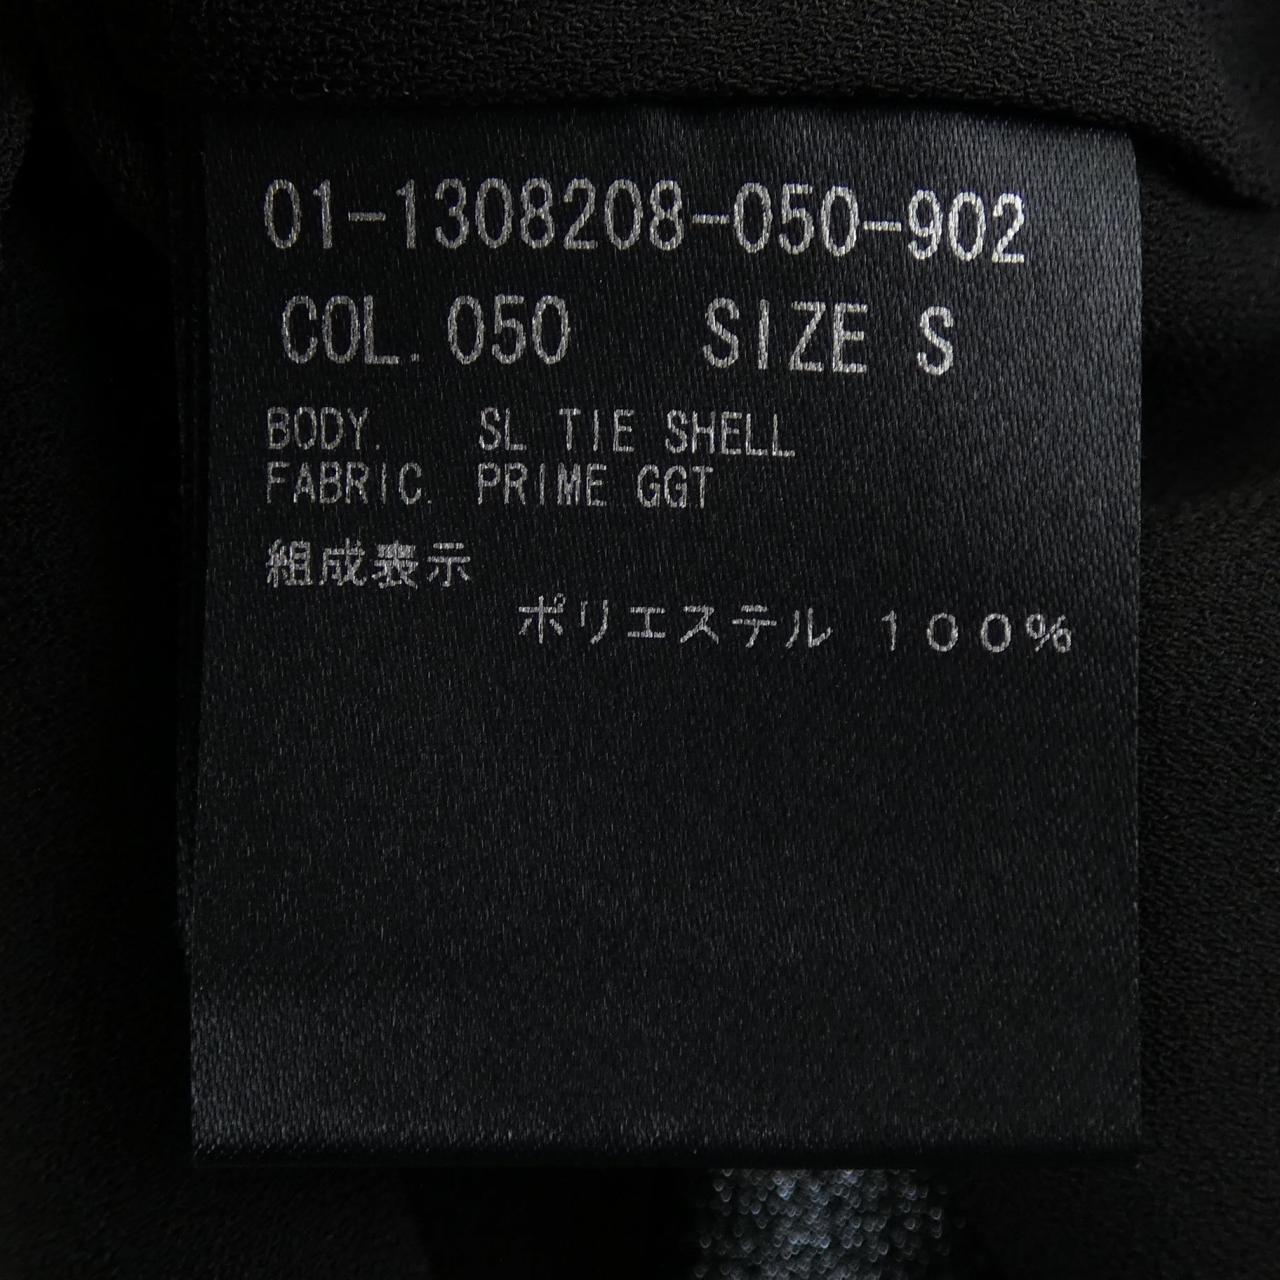 01-1308208-050-902
COL. 050 SIZE S
BODY. SL TIE SHELL
FABRIC. PRIME GGT
組成表示
ポリエステル 100%